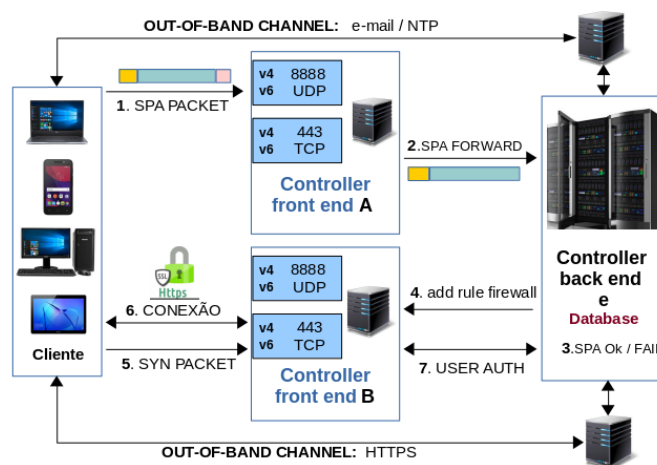 OUT-OF-BAND CHANNEL: e-mail / NTP
v4 8888
v6 UDP
1. SPA PACKET
v4 443
v6 TCP
2.SPA FORWARD
Controller
front end A
Controller
back end
e
Database
3.SPA Ok / FAIL
v4 8888
v6 UDP
SSL
Https
4. add rule firewall
6. CONEXÃO
v4 443
v6 TCP
Cliente
5. SYN PACKET
7. USER AUTH
Controller
front end B
OUT-OF-BAND CHANNEL: HTTPS